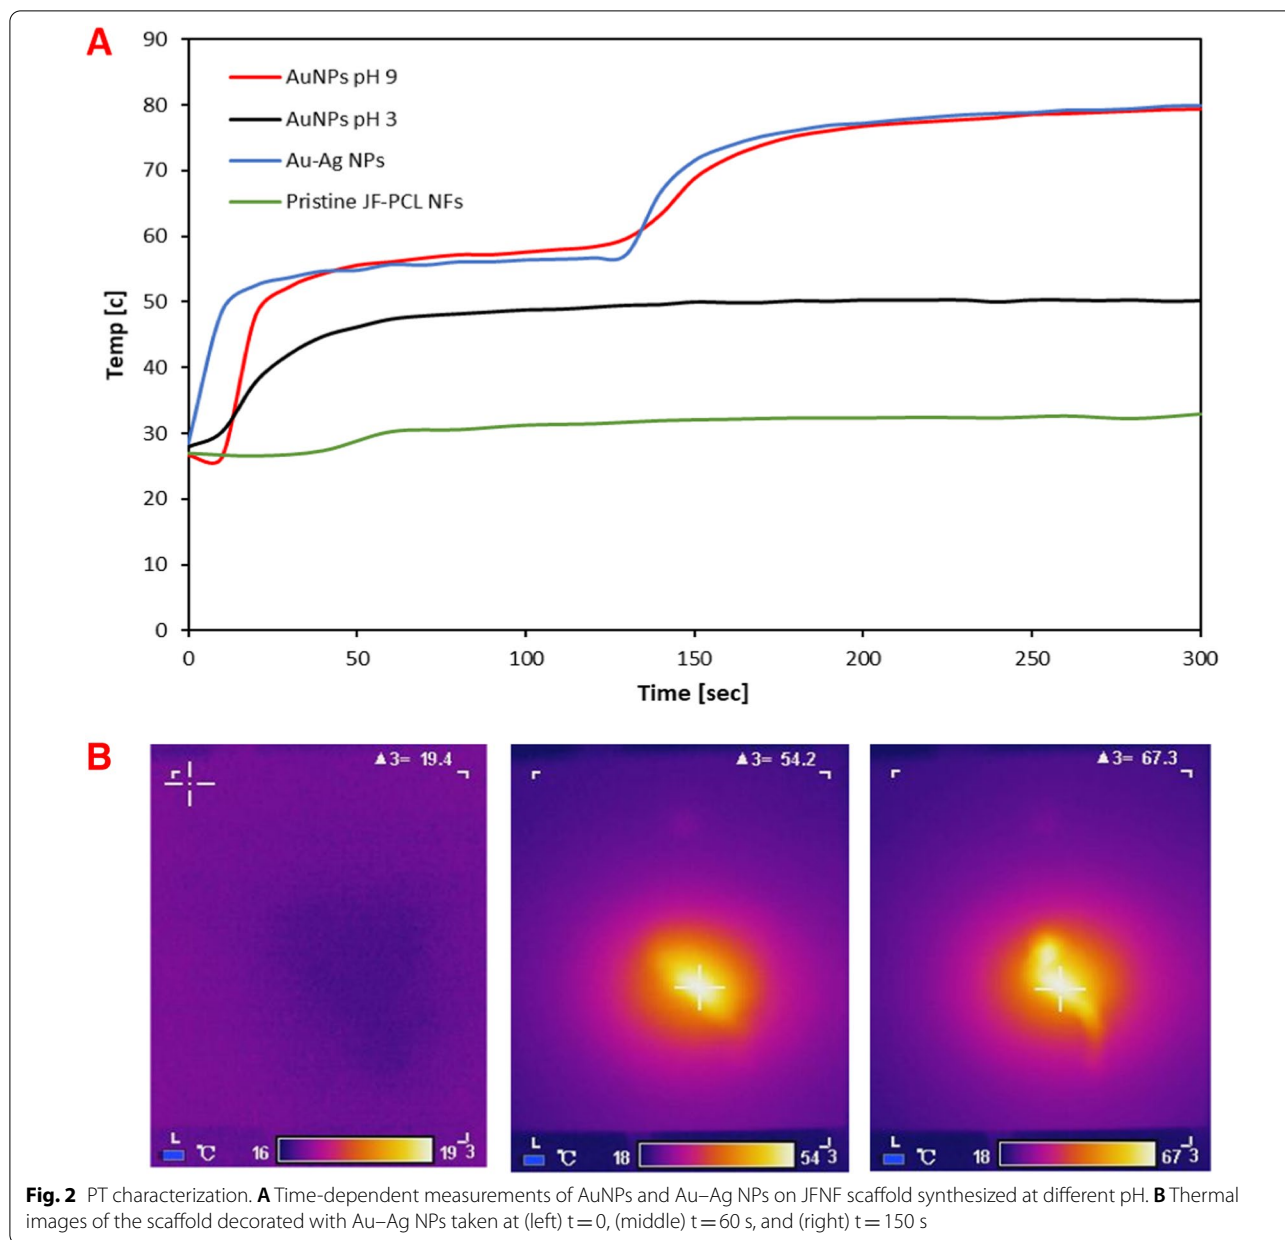 A
90
80
70
60
50
40
30
20
10
0
Temp [c]
AuNPs pH 9
AuNPs pH 3
Au-Ag NPs
Pristine JF-PCL NFs
0 50 100 150 200 250 300
Time [sec]
B
▲3= 19.4
L
℃ 16 19 3
▲3= 54.2
L
℃ 18 54 3
▲3= 67.3
L
℃ 18 67 3
Fig. 2 PT characterization. A Time-dependent measurements of AuNPs and Au–Ag NPs on JFNF scaffold synthesized at different pH. B Thermal
images of the scaffold decorated with Au–Ag NPs taken at (left) t = 0, (middle) t = 60 s, and (right) t = 150 s